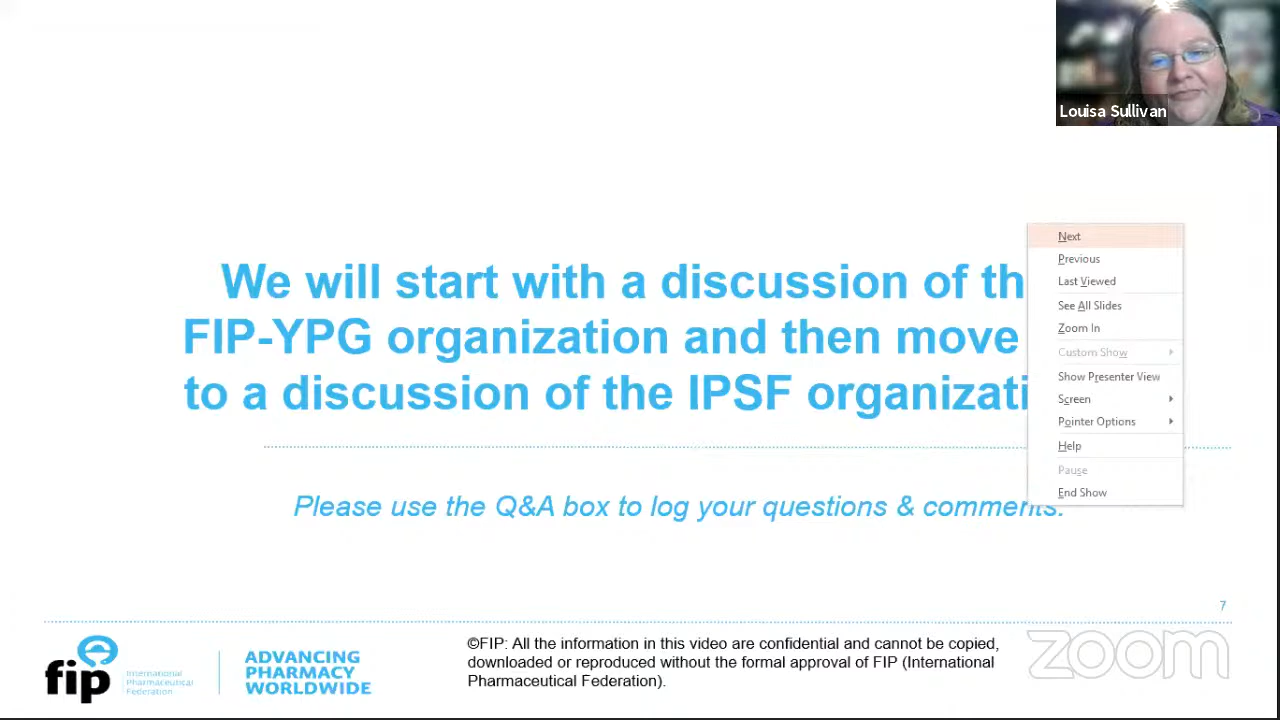 Louisa Sullivan
We will start with a discussion of th
FIP-YPG organization and then move
to a discussion of the IPSF organizati
Please use the Q&A box to log your questions & comments.
Next
Previous
Last Viewed
See All Slides
Zoom In
Custom Show
Show Presenter View
Screen
Pointer Options
Help
Pause
End Show
7
fip
International
Pharmaceutical
Federation
ADVANCING
PHARMACY
WORLDWIDE
©FIP: All the information in this video are confidential and cannot be copied,
downloaded or reproduced without the formal approval of FIP (International
Pharmaceutical Federation).
zoom